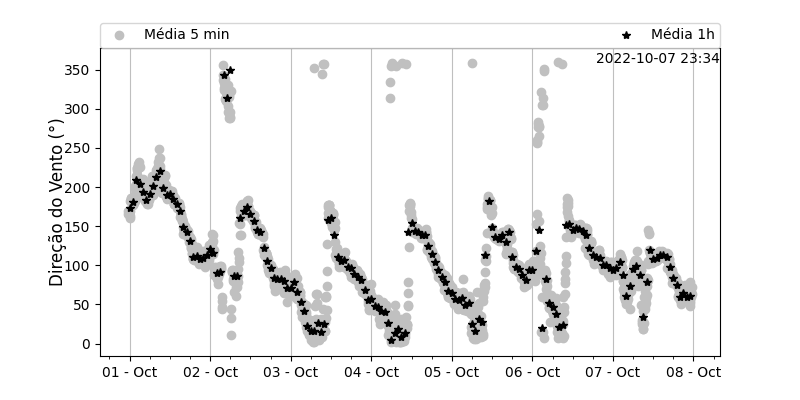 Média 5 min
Média 1h
2022-10-07 23:34
Direção do Vento (°)
350
300
250
200
150
100
50
0
01 - Oct
02 - Oct
03 - Oct
04 - Oct
05 - Oct
06 - Oct
07 - Oct
08 - Oct